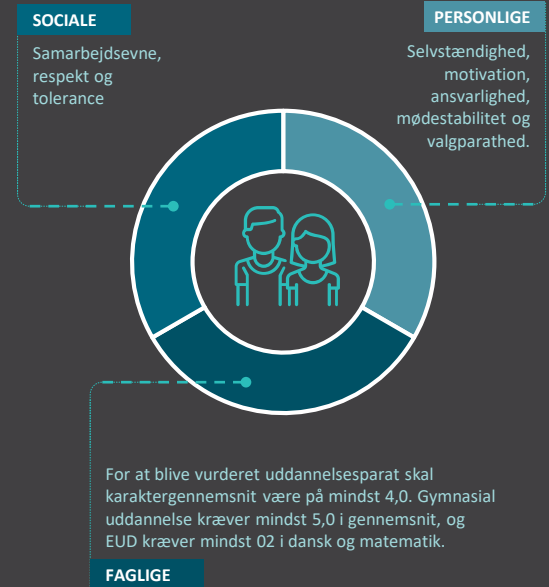 SOCIALE
Samarbejdsevne,
respekt og
tolerance
PERSONLIGE
Selvstændighed,
motivation,
ansvarlighed,
mødestabilitet og
valgparathed.
For at blive vurderet uddannelsesparat skal
karaktergennemsnit være på mindst 4,0. Gymnasial
uddannelse kræver mindst 5,0 i gennemsnit, og
EUD kræver mindst 02 i dansk og matematik.
FAGLIGE